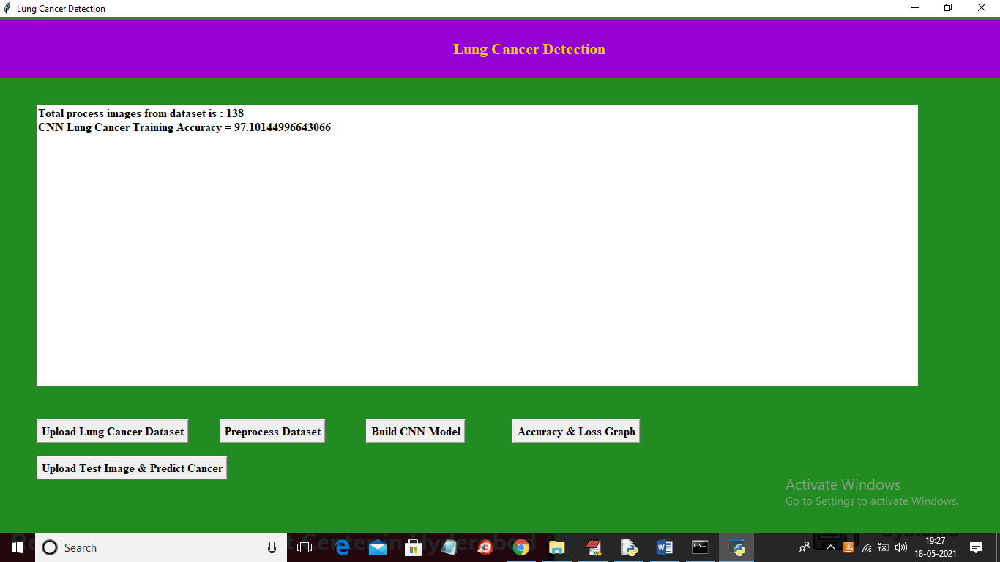 Lung Cancer Detection
Lung Cancer Detection
Total process images from dataset is : 138
CNN Lung Cancer Training Accuracy = 97.10144996643066
Upload Lung Cancer Dataset
Preprocess Dataset
Build CNN Model
Accuracy & Loss Graph
Upload Test Image & Predict Cancer
Activate Windows
Go to Settings to activate Windows.
Search
19:27
18-05-2021